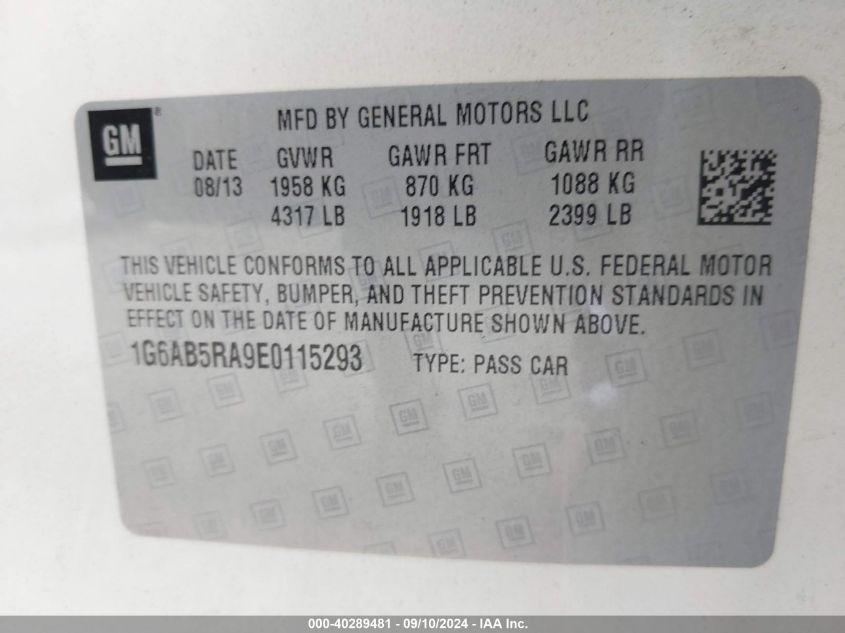 GM®
MFD BY GENERAL MOTORS LLC
DATE GVWR GAWR FRT GAWR RR
08/13 1958 KG 870 KG 1088 KG
4317 LB 1918 LB 2399 LB
THIS VEHICLE CONFORMS TO ALL APPLICABLE U.S. FEDERAL MOTOR
VEHICLE SAFETY, BUMPER, AND THEFT PREVENTION STANDARDS IN
EFFECT ON THE DATE OF MANUFACTURE SHOWN ABOVE.
1G6AB5RA9E0115293 TYPE: PASS CAR
000-40289481 - 09/10/2024 - IAA Inc.